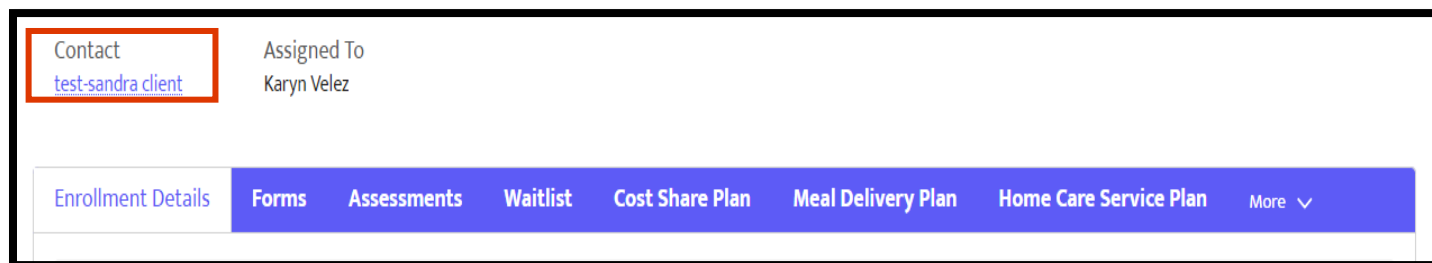 Contact Assigned To
test-sandra client Karyn Velez
Enrollment Details Forms Assessments Waitlist Cost Share Plan Meal Delivery Plan Home Care Service Plan More